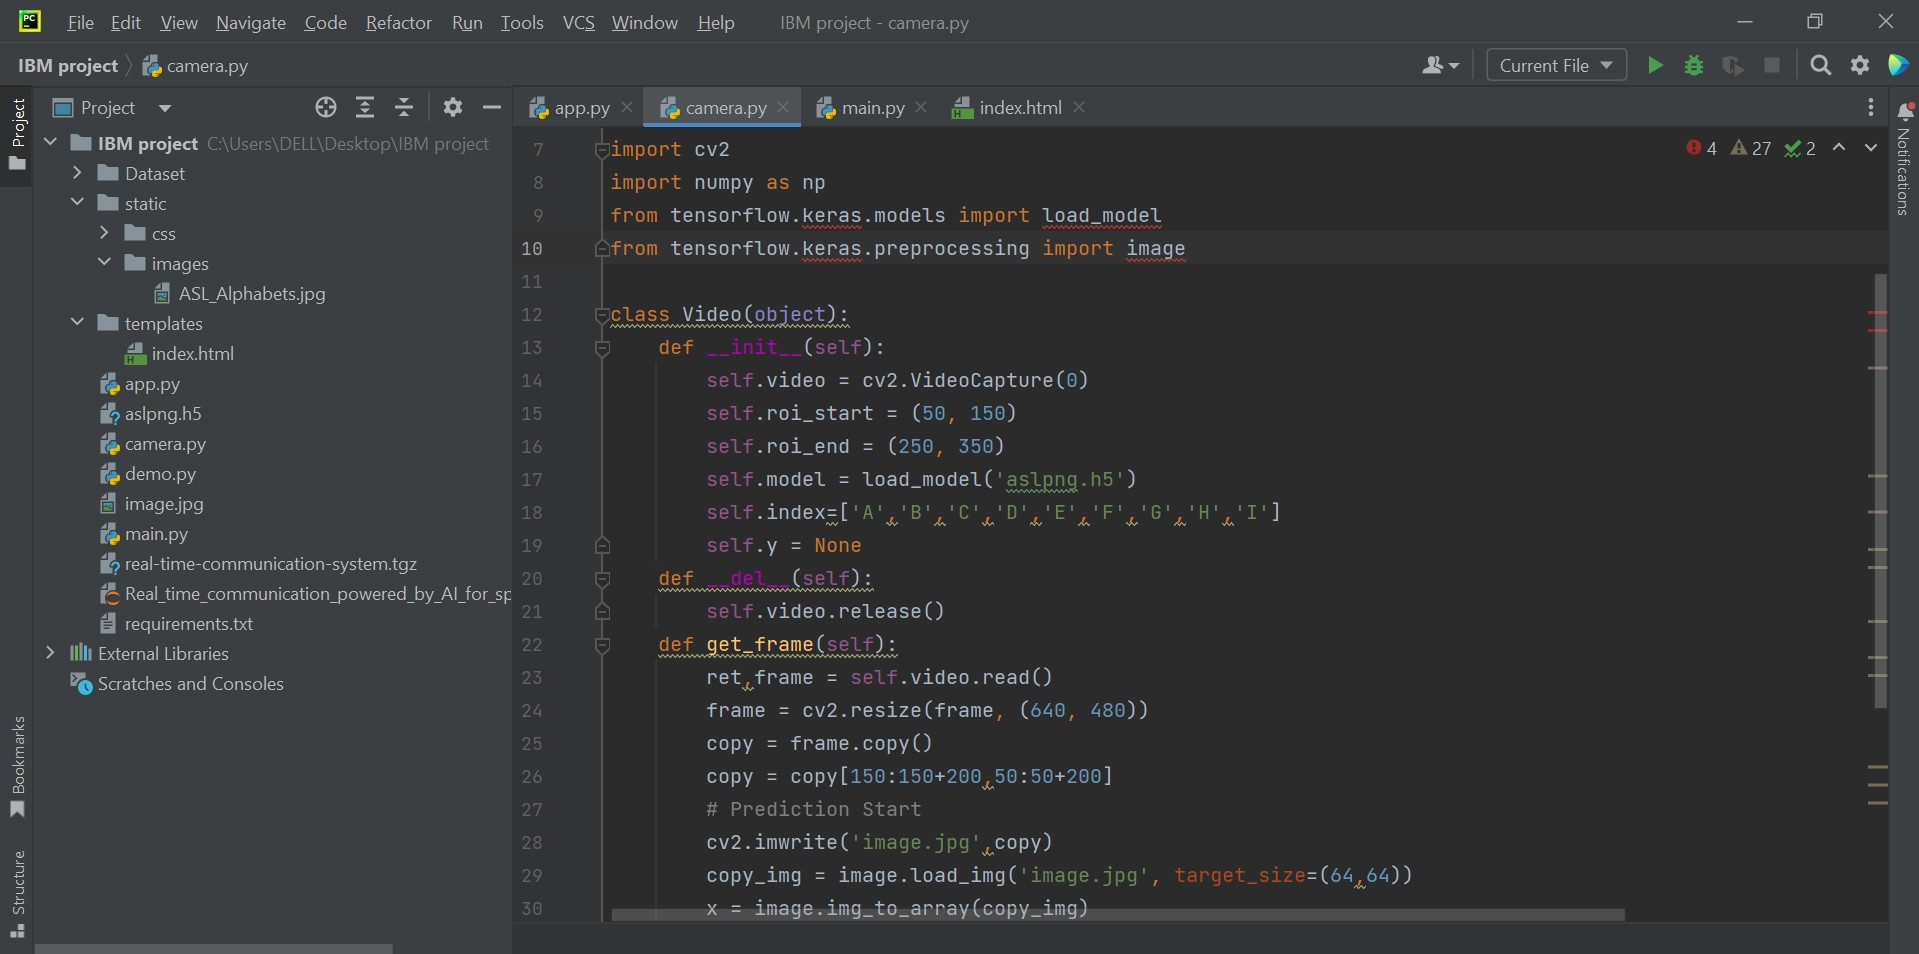 PC File Edit View Navigate Code Refactor Run Tools VCS Window Help IBM project - camera.py
IBM project camera.py Current File
Project
Project
app.py
camera.py
main.py
index.html
Notifications
4 27 2
IBM project C:\Users\DELL\Desktop\IBM project
Dataset
static
css
images
ASL_Alphabets.jpg
templates
index.html
app.py
aslpng.h5
camera.py
demo.py
image.jpg
main.py
real-time-communication-system.tgz
Real_time_communication_powered_by_AI_for_sp
requirements.txt
External Libraries
Scratches and Consoles
Bookmarks
Structure
7 import cv2
8 import numpy as np
9 from tensorflow.keras.models import load_model
10 from tensorflow.keras.preprocessing import image
11
12 class Video(object):
13 def __init__(self):
14 self.video = cv2.VideoCapture(0)
15 self.roi_start = (50, 150)
16 self.roi_end = (250, 350)
17 self.model = load_model('aslpng.h5')
18 self.index=['A','B','C','D','E','F','G','H','I']
19 self.y = None
20 def __del__(self):
21 self.video.release()
22 def get_frame(self):
23 ret,frame = self.video.read()
24 frame = cv2.resize(frame, (640, 480))
25 copy = frame.copy()
26 copy = copy[150:150+200,50:50+200]
27 # Prediction Start
28 cv2.imwrite('image.jpg',copy)
29 copy_img = image.load_img('image.jpg', target_size=(64,64))
30 x = image.img_to_array(copy_img)